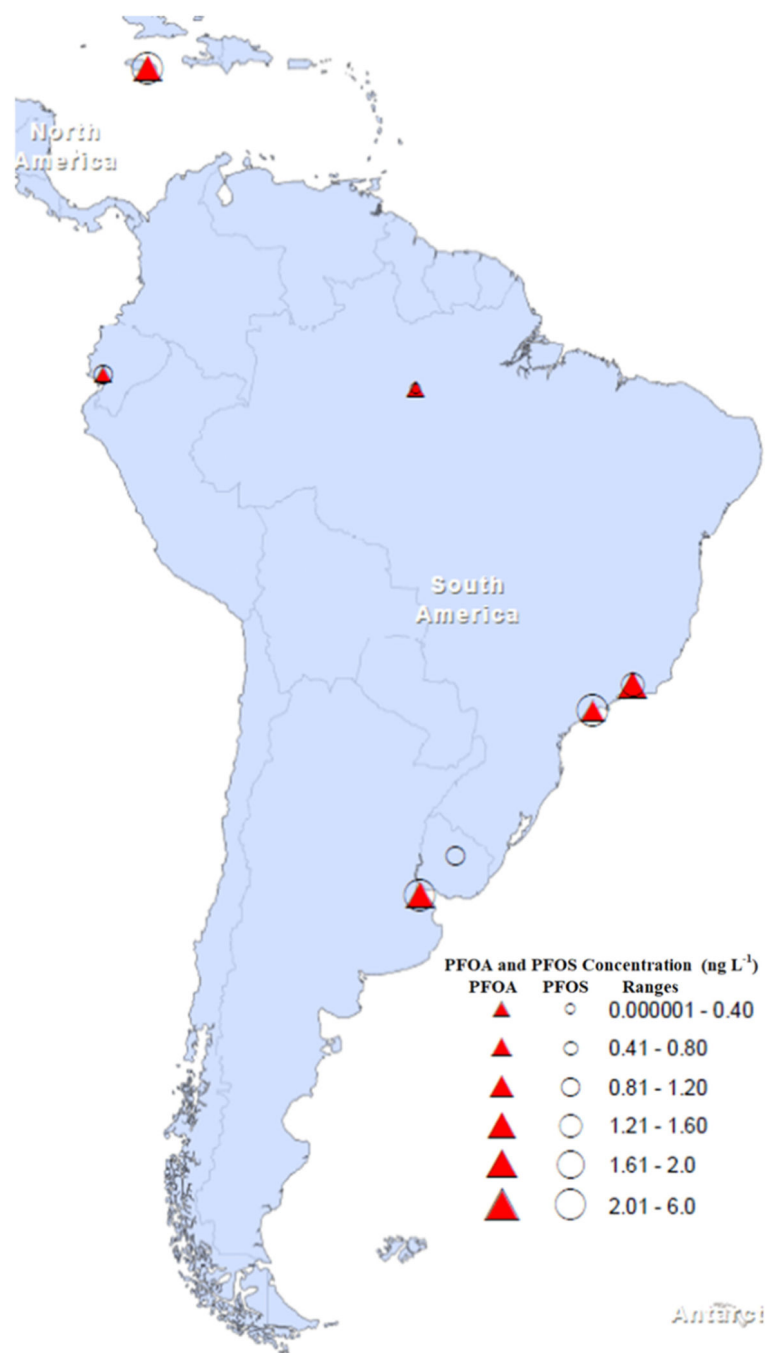 North
America
South
America
PFOA and PFOS Concentration (ng L-1)
PFOA PFOS Ranges
0.000001 - 0.40
0.41 - 0.80
0.81 - 1.20
1.21 - 1.60
1.61 - 2.0
2.01 - 6.0
Antarct